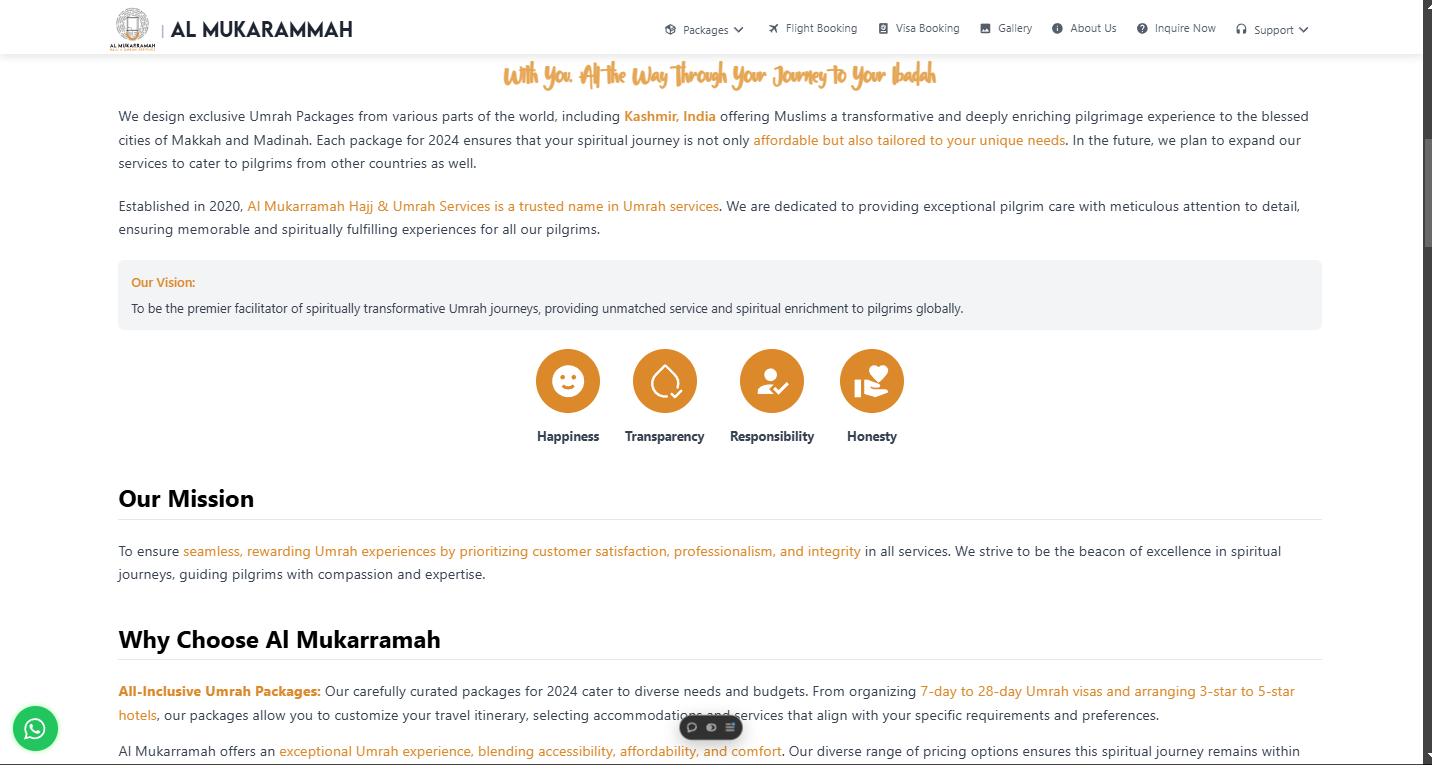 AL MUKARRAMAH
| AL MUKARAMMAH
Packages
Flight Booking
Visa Booking
Gallery
About Us
Inquire Now
Support
With You. All the Way Through Your Journey to Your Ibadah
We design exclusive Umrah Packages from various parts of the world, including Kashmir, India offering Muslims a transformative and deeply enriching pilgrimage experience to the blessed
cities of Makkah and Madinah. Each package for 2024 ensures that your spiritual journey is not only affordable but also tailored to your unique needs. In the future, we plan to expand our
services to cater to pilgrims from other countries as well.
Established in 2020, Al Mukarramah Hajj & Umrah Services is a trusted name in Umrah services. We are dedicated to providing exceptional pilgrim care with meticulous attention to detail,
ensuring memorable and spiritually fulfilling experiences for all our pilgrims.
Our Vision:
To be the premier facilitator of spiritually transformative Umrah journeys, providing unmatched service and spiritual enrichment to pilgrims globally.
Happiness
Transparency
Responsibility
Honesty
Our Mission
To ensure seamless, rewarding Umrah experiences by prioritizing customer satisfaction, professionalism, and integrity in all services. We strive to be the beacon of excellence in spiritual
journeys, guiding pilgrims with compassion and expertise.
Why Choose Al Mukarramah
All-Inclusive Umrah Packages: Our carefully curated packages for 2024 cater to diverse needs and budgets. From organizing 7-day to 28-day Umrah visas and arranging 3-star to 5-star
hotels, our packages allow you to customize your travel itinerary, selecting accommodations and services that align with your specific requirements and preferences.
Al Mukarramah offers an exceptional Umrah experience, blending accessibility, affordability, and comfort. Our diverse range of pricing options ensures this spiritual journey remains within